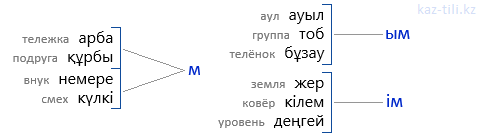 kaz-tili.kz
тележка арба
подруга құрбы
внук немере
смех күлкі
м
аул ауыл
группа тоб
телёнок бұзау
ым
земля жер
ковёр кілем
уровень деңгей
ім